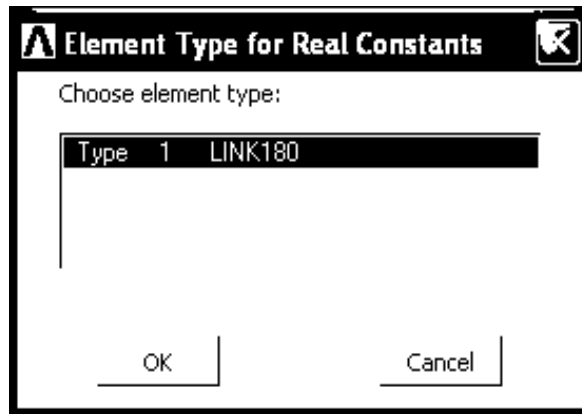 Element Type for Real Constants
Choose element type:
Type 1 LINK180
OK Cancel